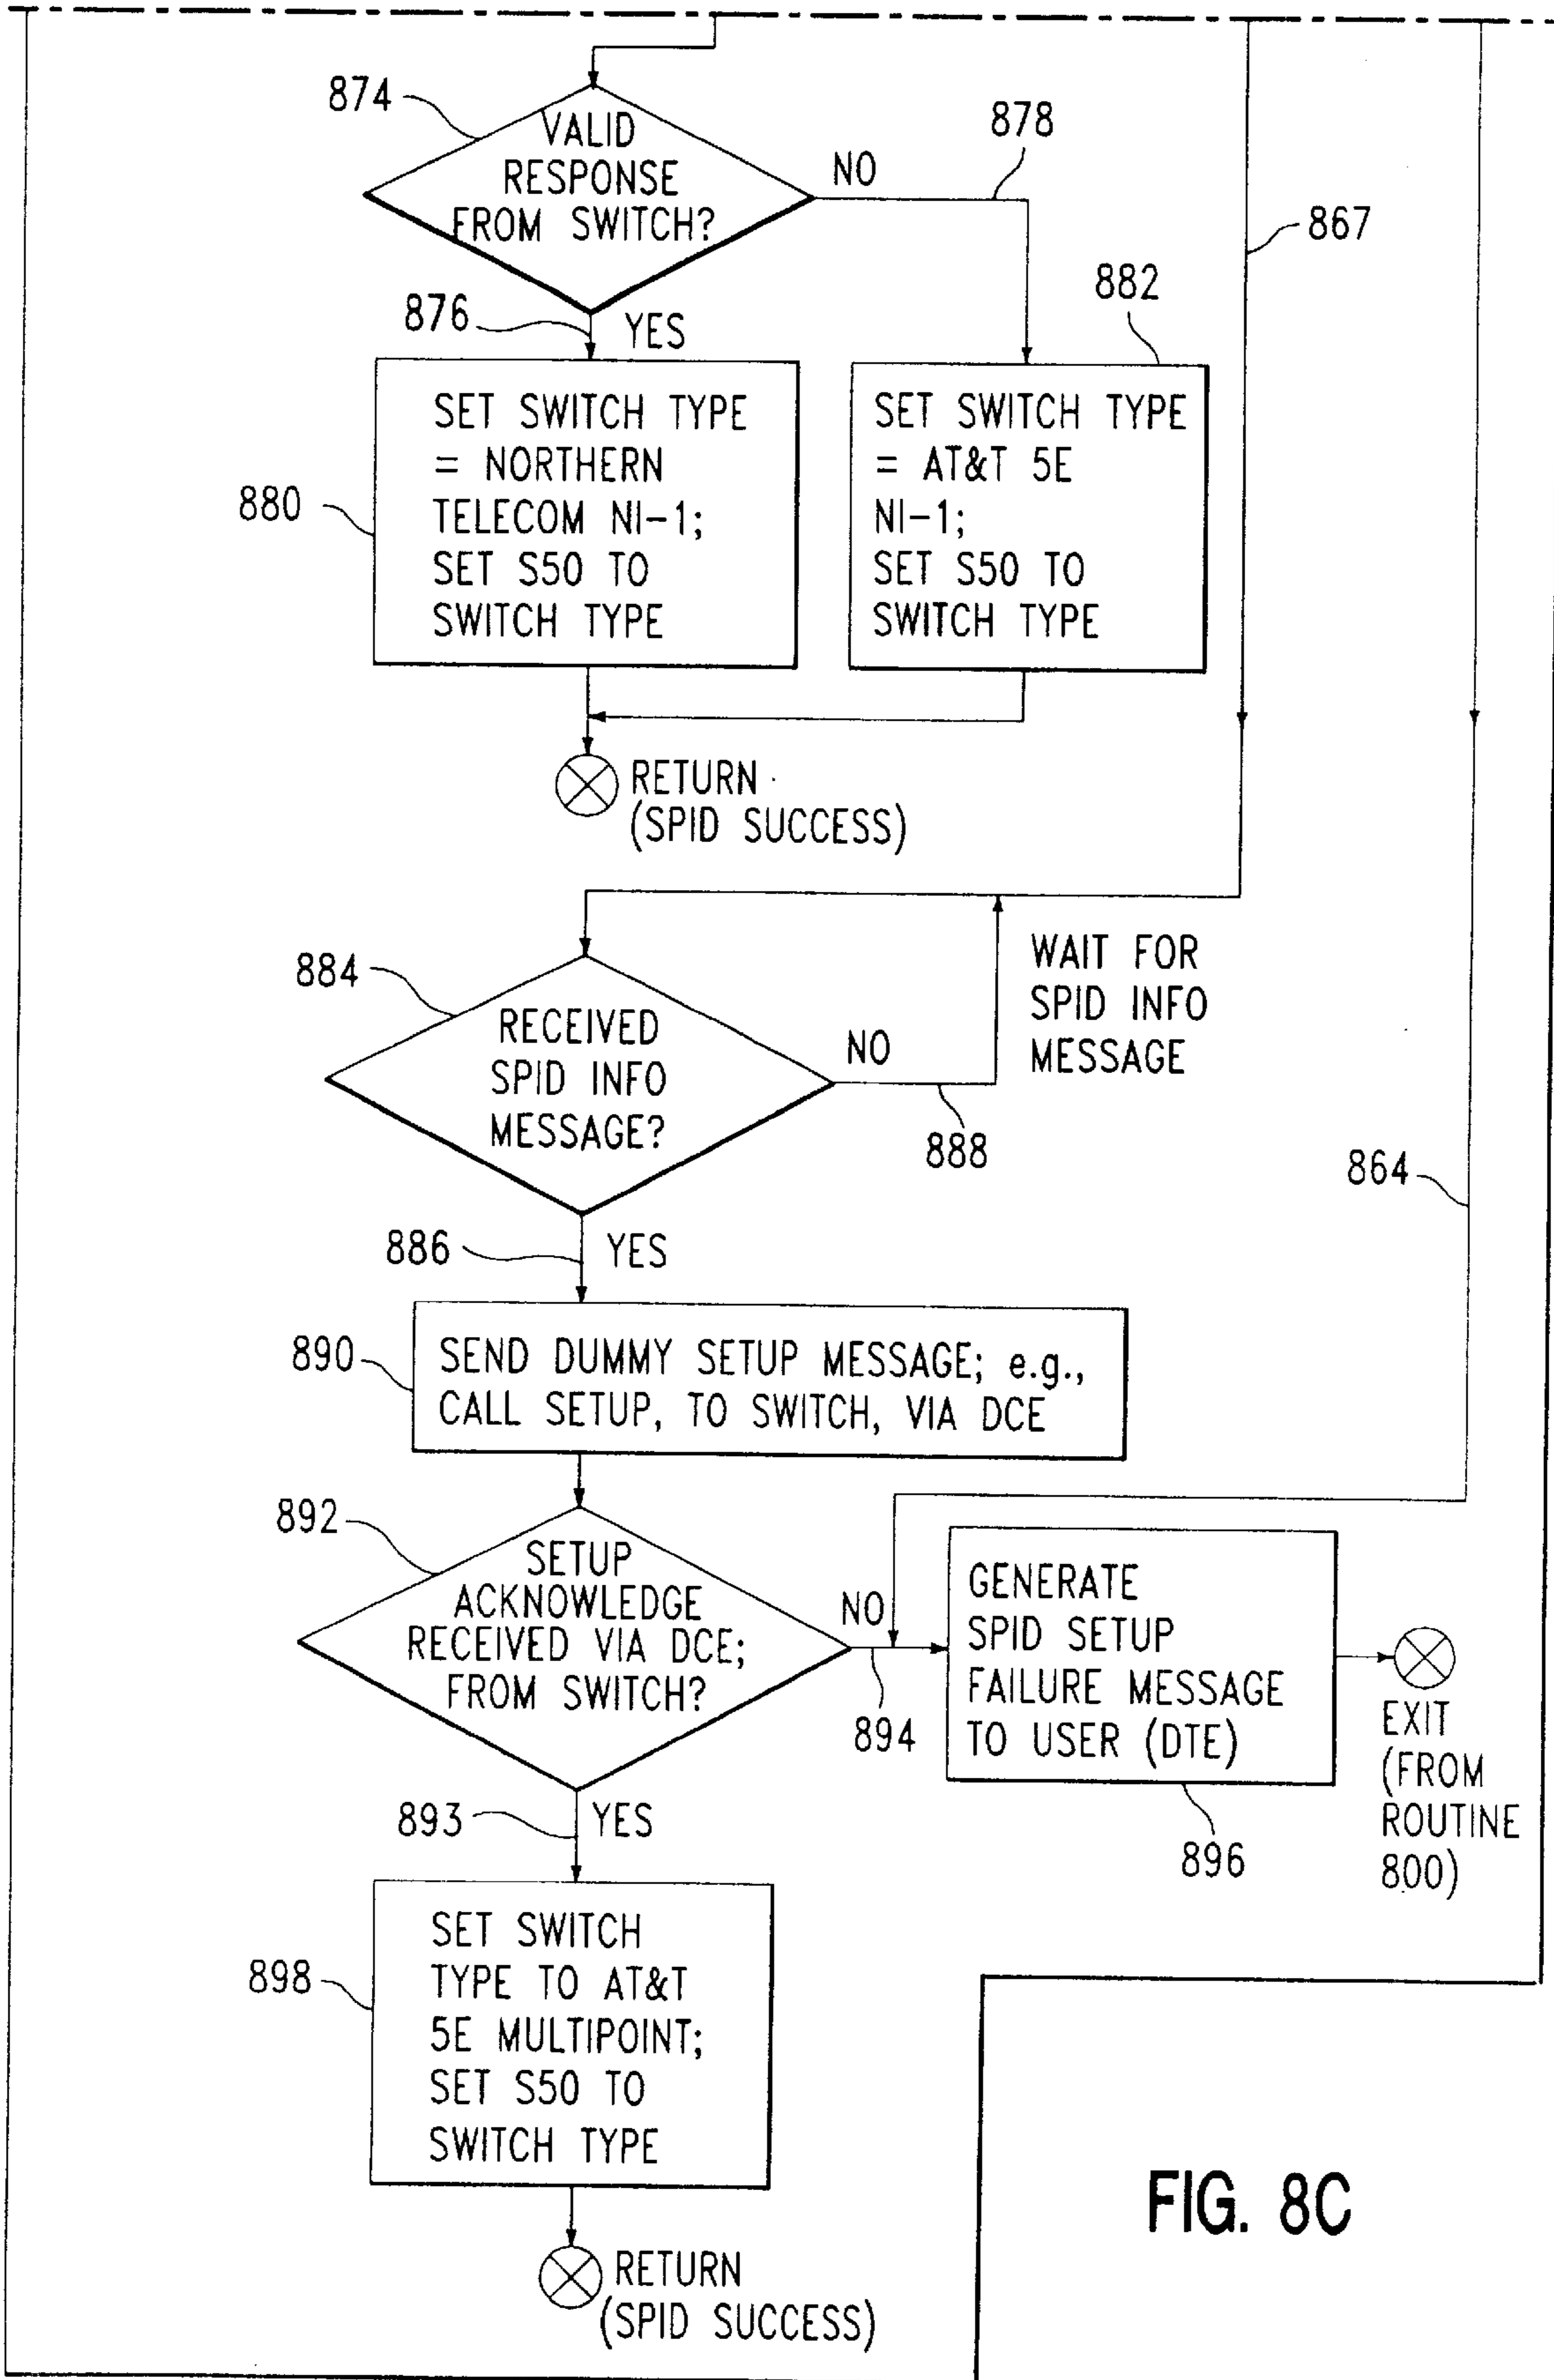 874
VALID
RESPONSE
FROM SWITCH?
NO
878
867
876
YES
882
880
SET SWITCH TYPE
= NORTHERN
TELECOM NI-1;
SET S50 TO
SWITCH TYPE
SET SWITCH TYPE
= AT&T 5E
NI-1;
SET S50 TO
SWITCH TYPE
RETURN
(SPID SUCCESS)
884
RECEIVED
SPID INFO
MESSAGE?
NO
888
WAIT FOR
SPID INFO
MESSAGE
864
886
YES
890
SEND DUMMY SETUP MESSAGE; e.g.,
CALL SETUP, TO SWITCH, VIA DCE
892
SETUP
ACKNOWLEDGE
RECEIVED VIA DCE;
FROM SWITCH?
NO
894
GENERATE
SPID SETUP
FAILURE MESSAGE
TO USER (DTE)
896
EXIT
(FROM
ROUTINE
800)
893
YES
898
SET SWITCH
TYPE TO AT&T
5E MULTIPOINT;
SET S50 TO
SWITCH TYPE
RETURN
(SPID SUCCESS)
FIG. 8C